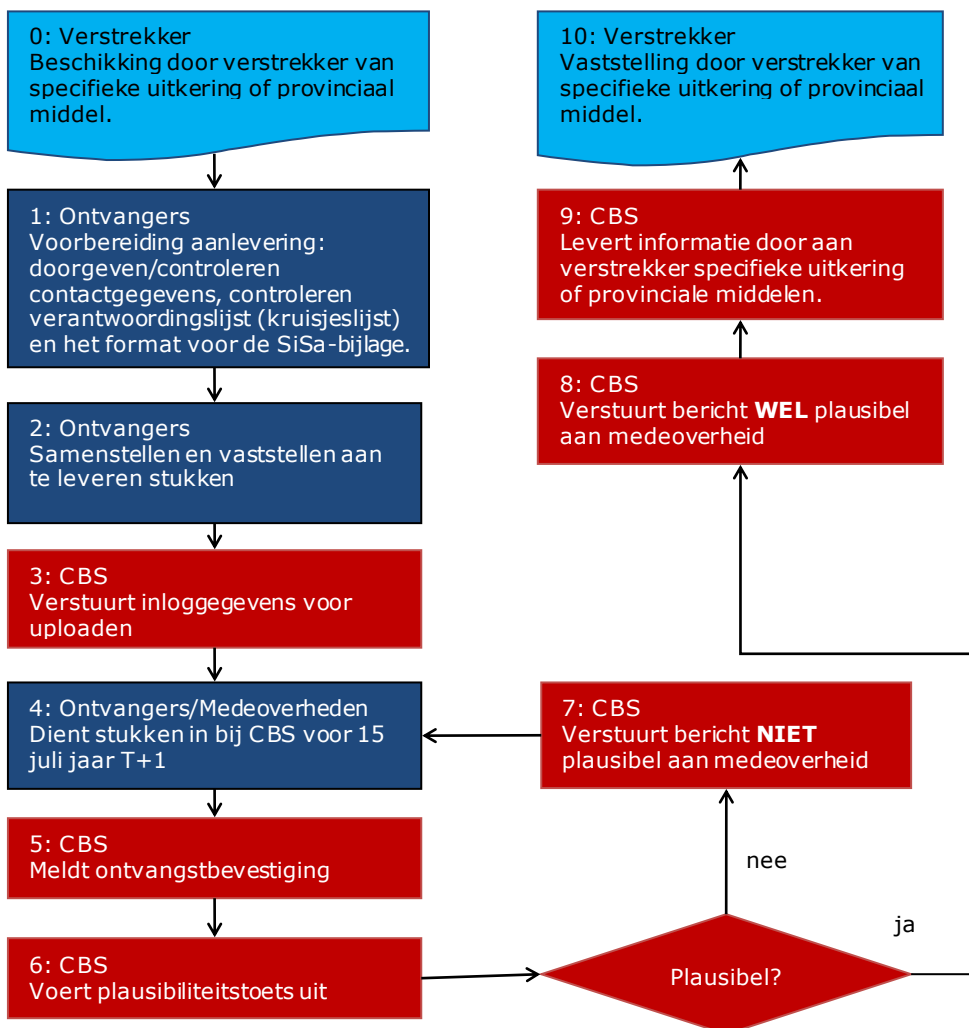 0: Verstrekker
Beschikking door verstrekker van
specifieke uitkering of provinciaal
middel.
1: Ontvangers
Voorbereiding aanlevering:
doorgeven/controleren
contactgegevens, controleren
verantwoordingslijst (kruisjeslijst)
en het format voor de SiSa-bijlage.
2: Ontvangers
Samenstellen en vaststellen aan
te leveren stukken
3: CBS
Verstuurt inloggegevens voor
uploaden
4: Ontvangers/Medeoverheden
Dient stukken in bij CBS voor 15
juli jaar T+1
5: CBS
Meldt ontvangstbevestiging
6: CBS
Voert plausibiliteitstoets uit
Plausibel?
nee
ja
7: CBS
Verstuurt bericht NIET
plausibel aan medeoverheid
8: CBS
Verstuurt bericht WEL plausibel
aan medeoverheid
9: CBS
Levert informatie door aan
verstrekker specifieke uitkering
of provinciale middelen.
10: Verstrekker
Vaststelling door verstrekker van
specifieke uitkering of provinciaal
middel.